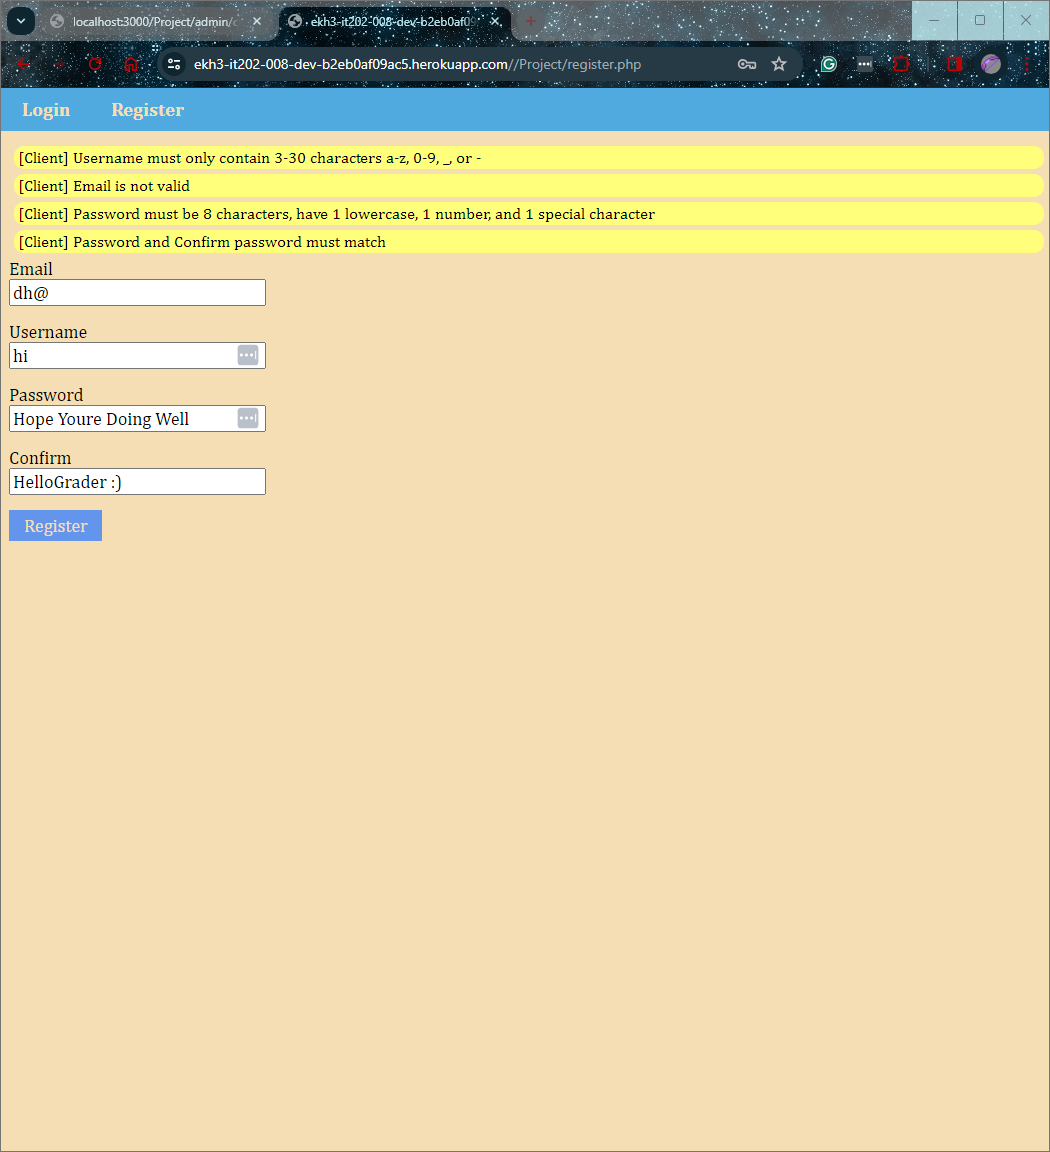 localhost:3000/Project/admin/c
ekh3-it202-008-dev-b2eb0af09
ekh3-it202-008-dev-b2eb0af09ac5.herokuapp.com//Project/register.php
Login Register
[Client] Username must only contain 3-30 characters a-z, 0-9, _, or -
[Client] Email is not valid
[Client] Password must be 8 characters, have 1 lowercase, 1 number, and 1 special character
[Client] Password and Confirm password must match
Email
dh@
Username
hi
Password
Hope Youre Doing Well
Confirm
HelloGrader :)
Register